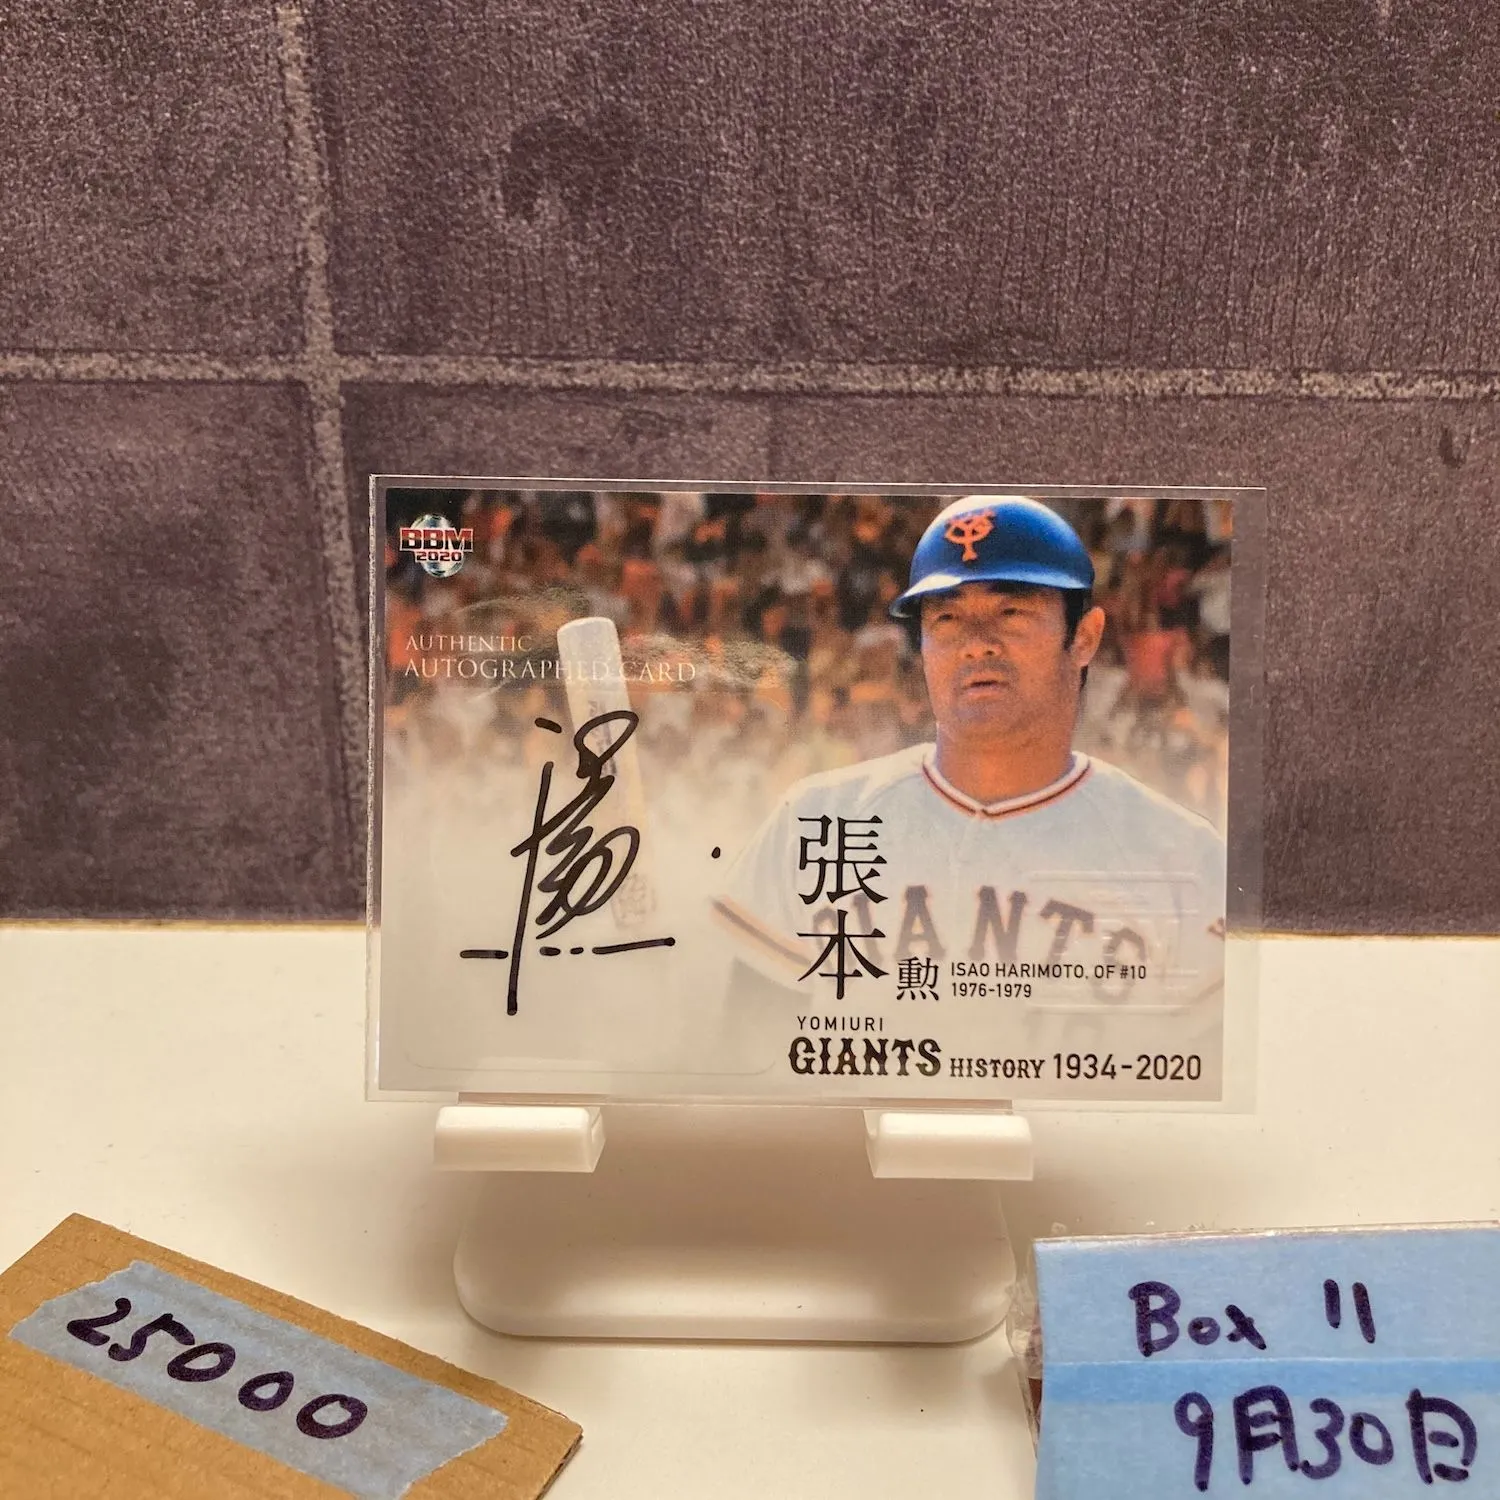 BBM
2020
AUTHENTIC
AUTOGRAPHED CARD
GIANTS
張本 勲
ISAO HARIMOTO. OF #10
1976-1979
YOMIURI
GIANTS HISTORY 1934-2020
25000
Box 11
9月30日